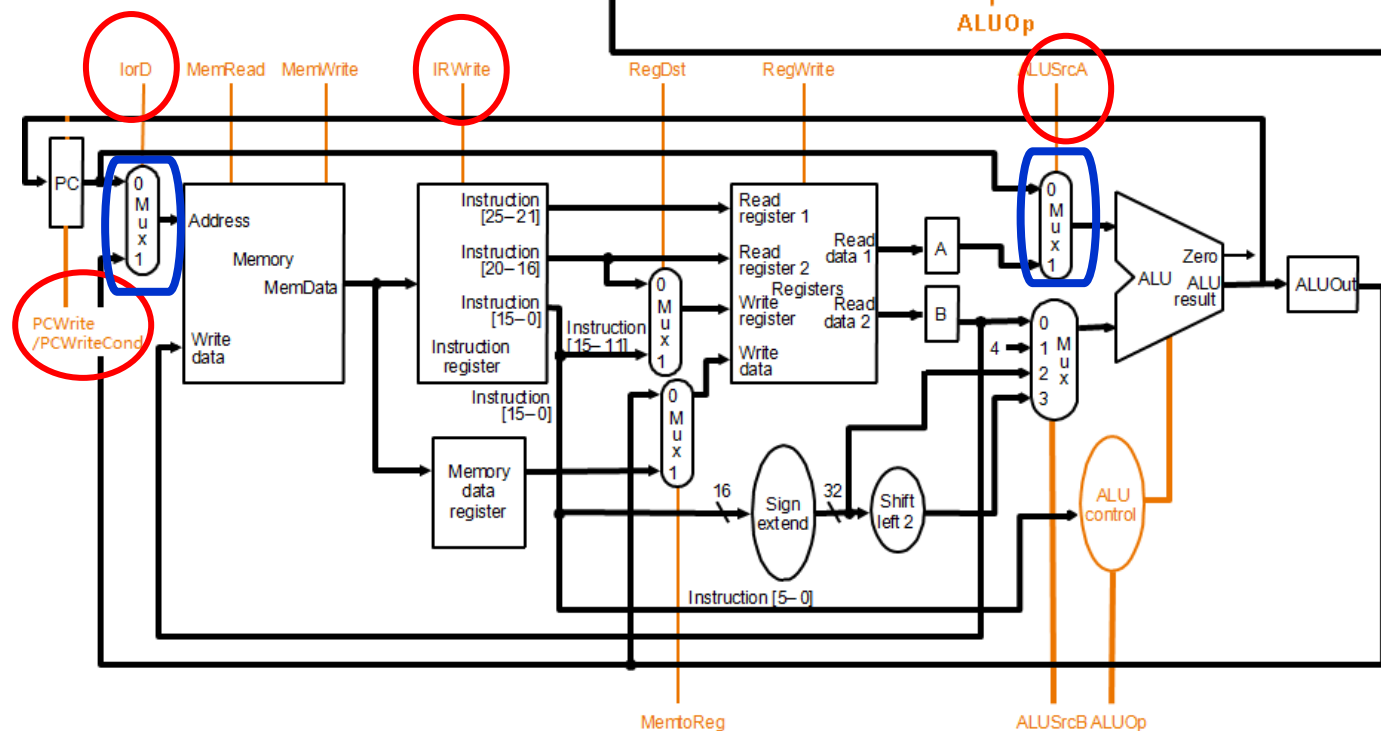 ALUOp
IorD
MemRead
MemWrite
IRWrite
RegDst
RegWrite
ALUSrcA
PC
0
M
u
x
1
Address
Memory
MemData
Write
data
PCWrite
/PCWriteCond
Instruction
[25–21]
Instruction
[20–16]
Instruction
[15–0]
Instruction
register
Instruction
[15–11]
Instruction
[15–0]
0
M
u
x
1
0
M
u
x
1
Memory
data
register
Read
register 1
Read
register 2
Registers
Write
register
Write
data
Read
data 1
Read
data 2
A
B
0
M
u
x
1
4
0
1
2
3
M
u
x
Zero
ALU
ALU
result
ALUOut
16
Sign
extend
32
Shift
left 2
ALU
control
Instruction [5–0]
MemtoReg
ALUSrcB
ALUOp